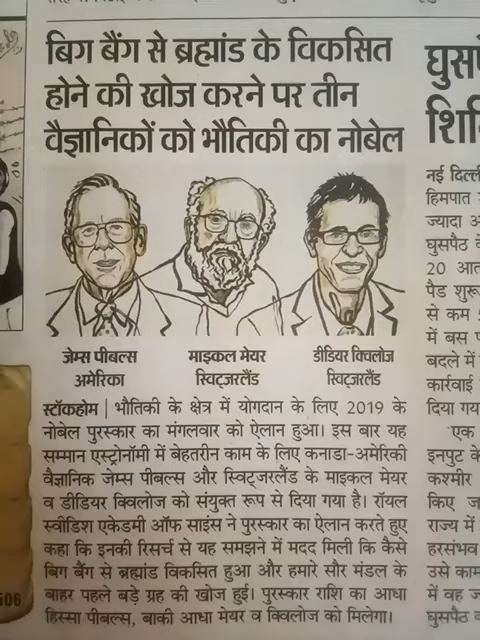 बिग बैंग से ब्रह्मांड के विकसित
होने की खोज करने पर तीन
वैज्ञानिकों को भौतिकी का नोबेल
जेम्स पीबल्स
अमेरिका
माइकल मेयर
स्विट्जरलैंड
डीडियर क्विलोज
स्विट्जरलैंड
स्टॉकहोम | भौतिकी के क्षेत्र में योगदान के लिए 2019 के
नोबेल पुरस्कार का मंगलवार को ऐलान हुआ। इस बार यह
सम्मान एस्ट्रोनॉमी में बेहतरीन काम के लिए कनाडा-अमेरिकी
वैज्ञानिक जेम्स पीबल्स और स्विट्जरलैंड के माइकल मेयर
व डीडियर क्विलोज को संयुक्त रूप से दिया गया है। रॉयल
स्वीडिश एकेडमी ऑफ साइंस ने पुरस्कार का ऐलान करते हुए
कहा कि इनकी रिसर्च से यह समझने में मदद मिली कि कैसे
बिग बैंग से ब्रह्मांड विकसित हुआ और हमारे सौर मंडल के
बाहर पहले बड़े ग्रह की खोज हुई। पुरस्कार राशि का आधा
हिस्सा पीबल्स, बाकी आधा मेयर व क्विलोज को मिलेगा।
नई दिल्ली
हिमपात
ज्यादा अ
घुसपैठ के
20 आत
पैड शुरू
से कम
में बस प
बदले में
कार्रवाई
दिया गय
'एक
इनपुट के
कश्मीर
किए ज
राज्य में
हरसंभव
उसे काम
में वह ज
घुसपैठ व
506